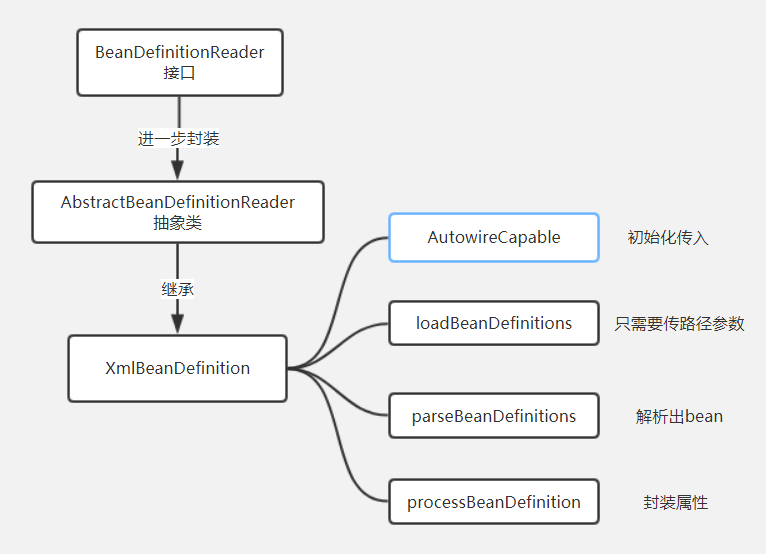 BeanDefinitionReader
接口
进一步封装
AbstractBeanDefinitionReader
抽象类
继承
XmlBeanDefinition
AutowireCapable 初始化传入
loadBeanDefinitions 只需要传路径参数
parseBeanDefinitions 解析出bean
processBeanDefinition 封装属性